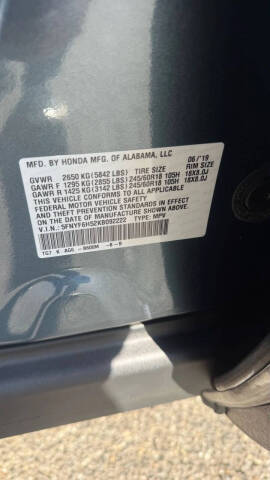 MFD. BY HONDA MFG. OF ALABAMA, LLC 06/'19
GVWR 2650 KG(5842 LBS) TIRE SIZE RIM SIZE
GAWR F 1295 KG(2855 LBS)245/60R18 105H 18X8.0J
GAWR R 1425 KG(3142 LBS)245/60R18 105H 18X8.0J
THIS VEHICLE CONFORMS TO ALL APPLICABLE
FEDERAL MOTOR VEHICLE SAFETY STANDARDS IN EFFECT
ON THE DATE OF MANUFACTURE SHOWN ABOVE.
V.I.N.: 5FNYF6H52KB092222 TYPE: MPV
TG7 K